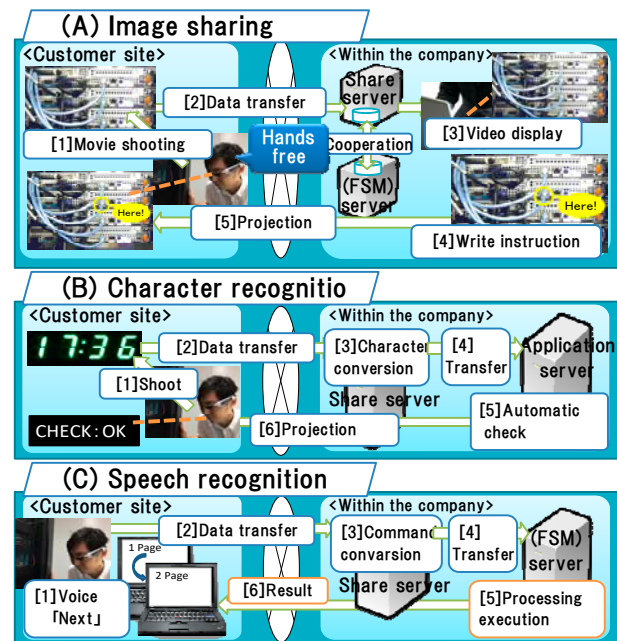 (A) Image sharing
<Customer site>
<Within the company>
Share
server
[2]Data transfer
[1]Movie shooting
Hands
free
Cooperation
[3]Video display
(FSM)
server
Here!
Here!
[5]Projection
[4]Write instruction
(B) Character recognitio
<Customer site>
<Within the company>
17:36
[2]Data transfer
[3]Character
conversion
[4]
Transfer
Application
server
[1]Shoot
Share server
CHECK:OK
[6]Projection
[5]Automatic
check
(C) Speech recognition
<Customer site>
<Within the company>
[2]Data transfer
[3]Command
convarsion
[4]
Transfer
(FSM)
server
1 Page
2 Page
[1]Voice
「Next」
[6]Result
Share server
[5]Processing
execution